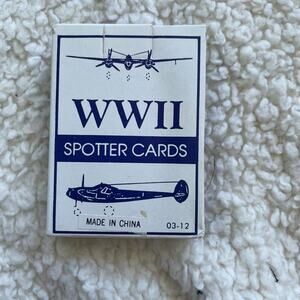 WWII
SPOTTER CARDS
MADE IN CHINA
03-12